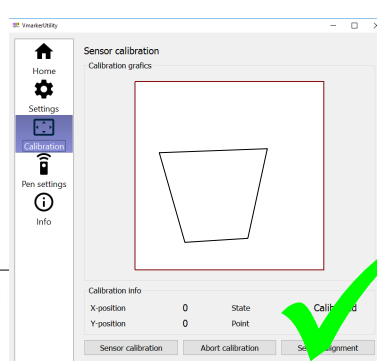 VmarkerUtility
Home
Settings
Calibration
Pen settings
Info
Sensor calibration
Calibration grafics
Calibration info
X-position 0 State
Y-position 0 Point
Sensor calibration Abort calibration